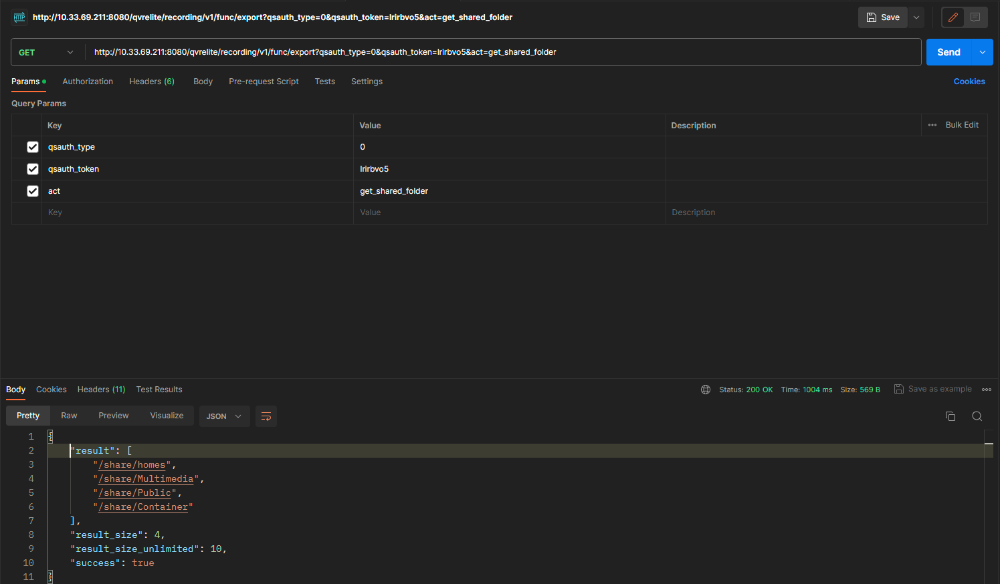 HTTP http://10.33.69.211:8080/qvrelite/recording/v1/func/export?qsauth_type=0&qsauth_token=lrirbvo5&act=get_shared_folder Save
GET http://10.33.69.211:8080/qvrelite/recording/v1/func/export?qsauth_type=0&qsauth_token=lrirbvo5&act=get_shared_folder Send
Params Authorization Headers (6) Body Pre-request Script Tests Settings Cookies
Query Params
Key Value Description Bulk Edit
qsauth_type 0
qsauth_token lrirbvo5
act get_shared_folder
Key Value Description
Body Cookies Headers (11) Test Results Status: 200 OK Time: 1004 ms Size: 569 B Save as example
Pretty Raw Preview Visualize JSON
1 {
2 "result": [
3 "/share/homes",
4 "/share/Multimedia",
5 "/share/Public",
6 "/share/Container"
7 ],
8 "result_size": 4,
9 "result_size_unlimited": 10,
10 "success": true
11 }